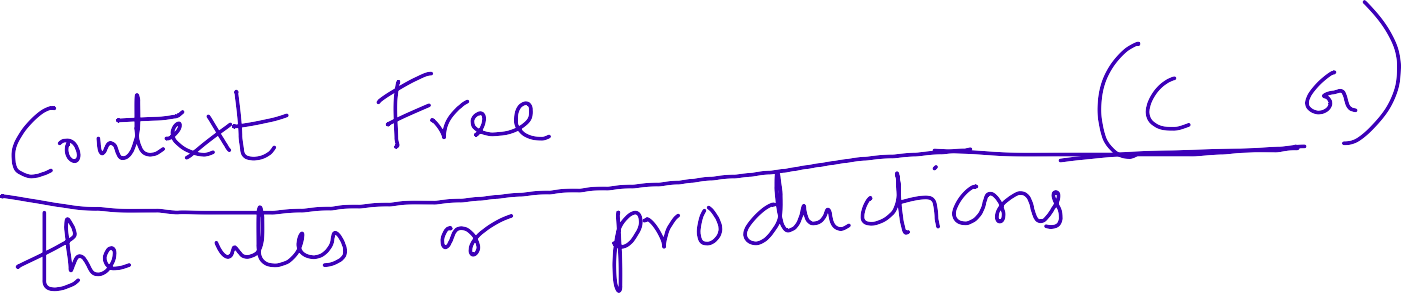 Context Free (C G)
the ules or productions